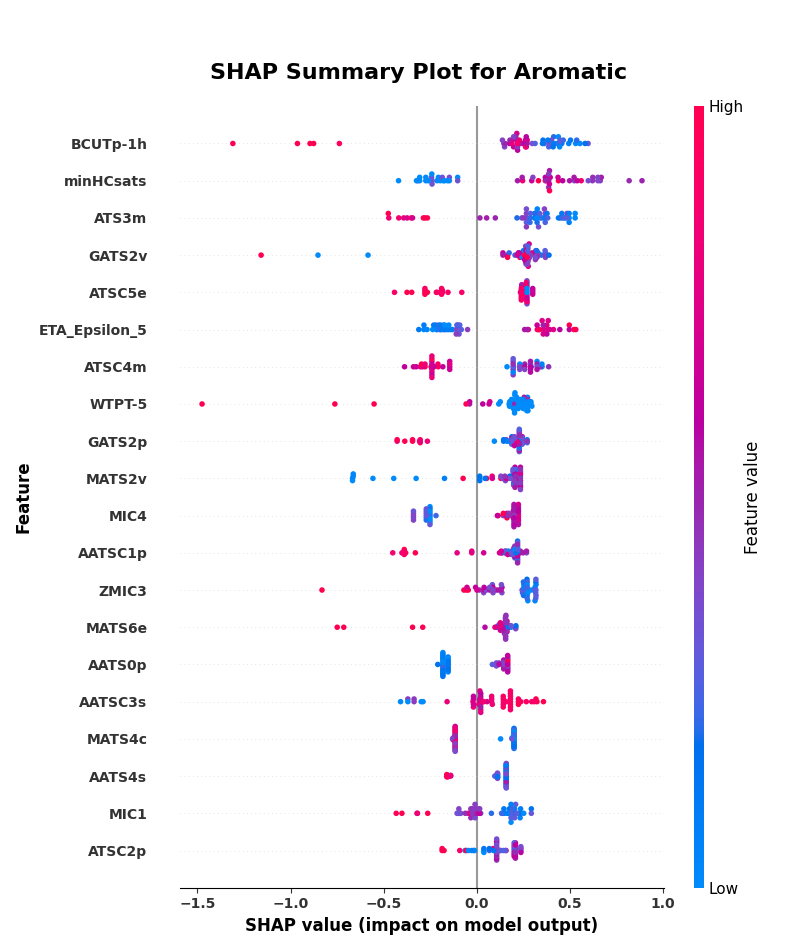 SHAP Summary Plot for Aromatic
High
BCUTp-1h
minHCsats
ATS3m
GATS2v
ATSC5e
ETA_Epsilon_5
ATSC4m
WTPT-5
GATS2p
MATS2v
MIC4
AATSC1p
ZMIC3
MATS6e
AATS0p
AATSC3s
MATS4c
AATS4s
MIC1
ATSC2p
Feature
Feature value
Low
−1.5 −1.0 −0.5 0.0 0.5 1.0
SHAP value (impact on model output)